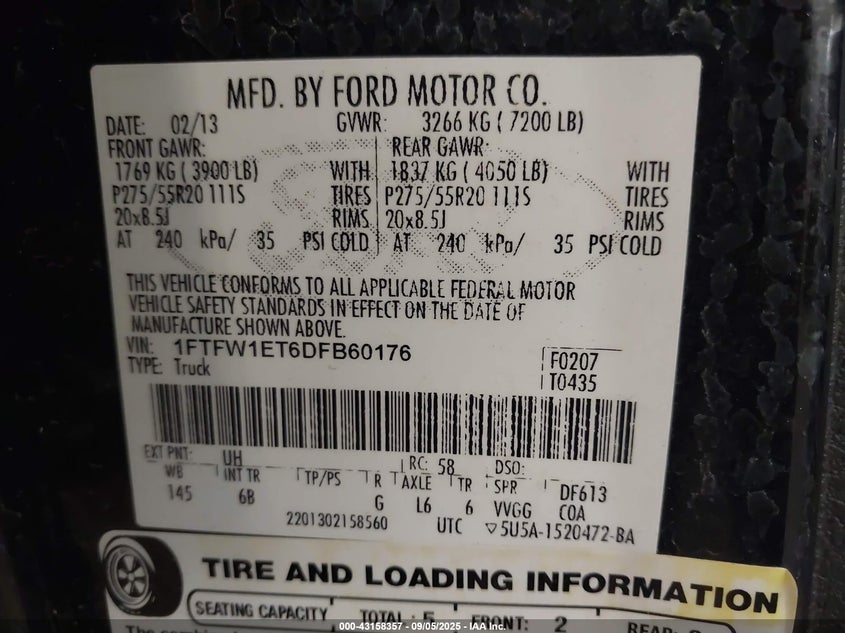 MFD. BY FORD MOTOR CO.
DATE: 02/13 GVWR: 3266 KG ( 7200 LB)
FRONT GAWR: REAR GAWR:
1769 KG ( 3900 LB) WITH 1837 KG ( 4050 LB) WITH
P275/55R20 111S TIRES P275/55R20 111S TIRES
20x8.5J RIMS 20x8.5J RIMS
AT 240 kPa/ 35 PSI COLD AT 240 kPa/ 35 PSI COLD
THIS VEHICLE CONFORMS TO ALL APPLICABLE FEDERAL MOTOR
VEHICLE SAFETY STANDARDS IN EFFECT ON THE DATE OF
MANUFACTURE SHOWN ABOVE.
VIN: 1FTFW1ET6DFB60176 F0207
TYPE: Truck T0435
EXT PNT: UH RC: 58 DSO:
WB INT TR TP/PS R AXLE TR SPR DF613
145 6B G L6 6 VVGG COA
2201302158560 UTC ▽5U5A-1520472-BA
TIRE AND LOADING INFORMATION
SEATING CAPACITY TOTAL: 5 FRONT: 2 REAR:
000-43158357 - 09/05/2025 - IAA Inc.